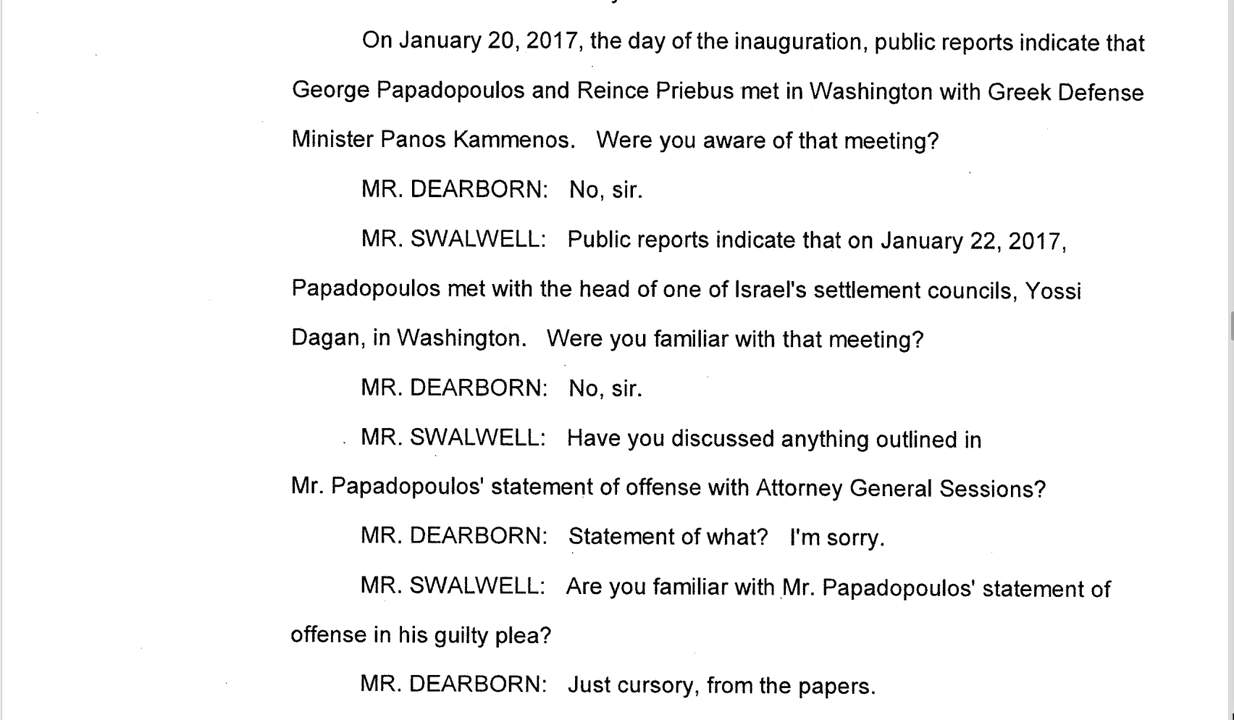 On January 20, 2017, the day of the inauguration, public reports indicate that
George Papadopoulos and Reince Priebus met in Washington with Greek Defense
Minister Panos Kammenos. Were you aware of that meeting?
MR. DEARBORN: No, sir.
MR. SWALWELL: Public reports indicate that on January 22, 2017,
Papadopoulos met with the head of one of Israel's settlement councils, Yossi
Dagan, in Washington. Were you familiar with that meeting?
MR. DEARBORN: No, sir.
MR. SWALWELL: Have you discussed anything outlined in
Mr. Papadopoulos' statement of offense with Attorney General Sessions?
MR. DEARBORN: Statement of what? I'm sorry.
MR. SWALWELL: Are you familiar with Mr. Papadopoulos' statement of
offense in his guilty plea?
MR. DEARBORN: Just cursory, from the papers.